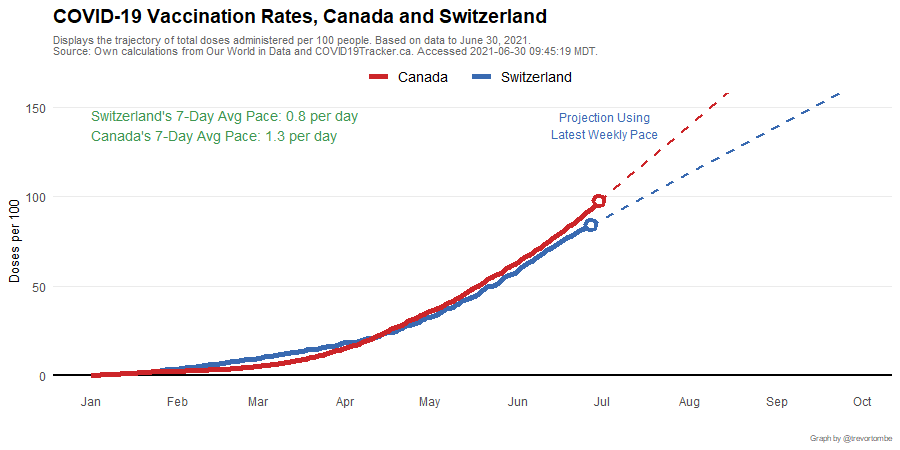 COVID-19 Vaccination Rates, Canada and Switzerland
Displays the trajectory of total doses administered per 100 people. Based on data to June 30, 2021.
Source: Own calculations from Our World in Data and COVID19Tracker.ca. Accessed 2021-06-30 09:45:19 MDT.
Canada Switzerland
Switzerland's 7-Day Avg Pace: 0.8 per day
Canada's 7-Day Avg Pace: 1.3 per day
Projection Using
Latest Weekly Pace
Doses per 100
150
100
50
0
Jan Feb Mar Apr May Jun Jul Aug Sep Oct
Graph by @trevortombe